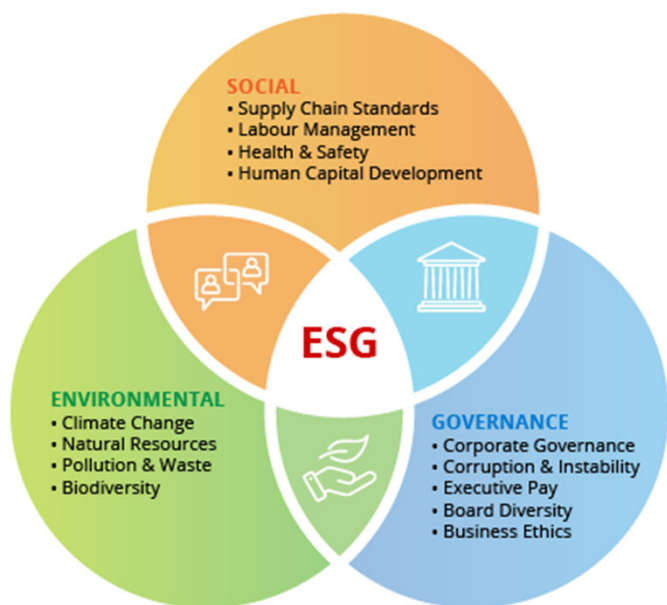 SOCIAL
• Supply Chain Standards
• Labour Management
• Health & Safety
• Human Capital Development
ESG
ENVIRONMENTAL
• Climate Change
• Natural Resources
• Pollution & Waste
• Biodiversity
GOVERNANCE
• Corporate Governance
• Corruption & Instability
• Executive Pay
• Board Diversity
• Business Ethics